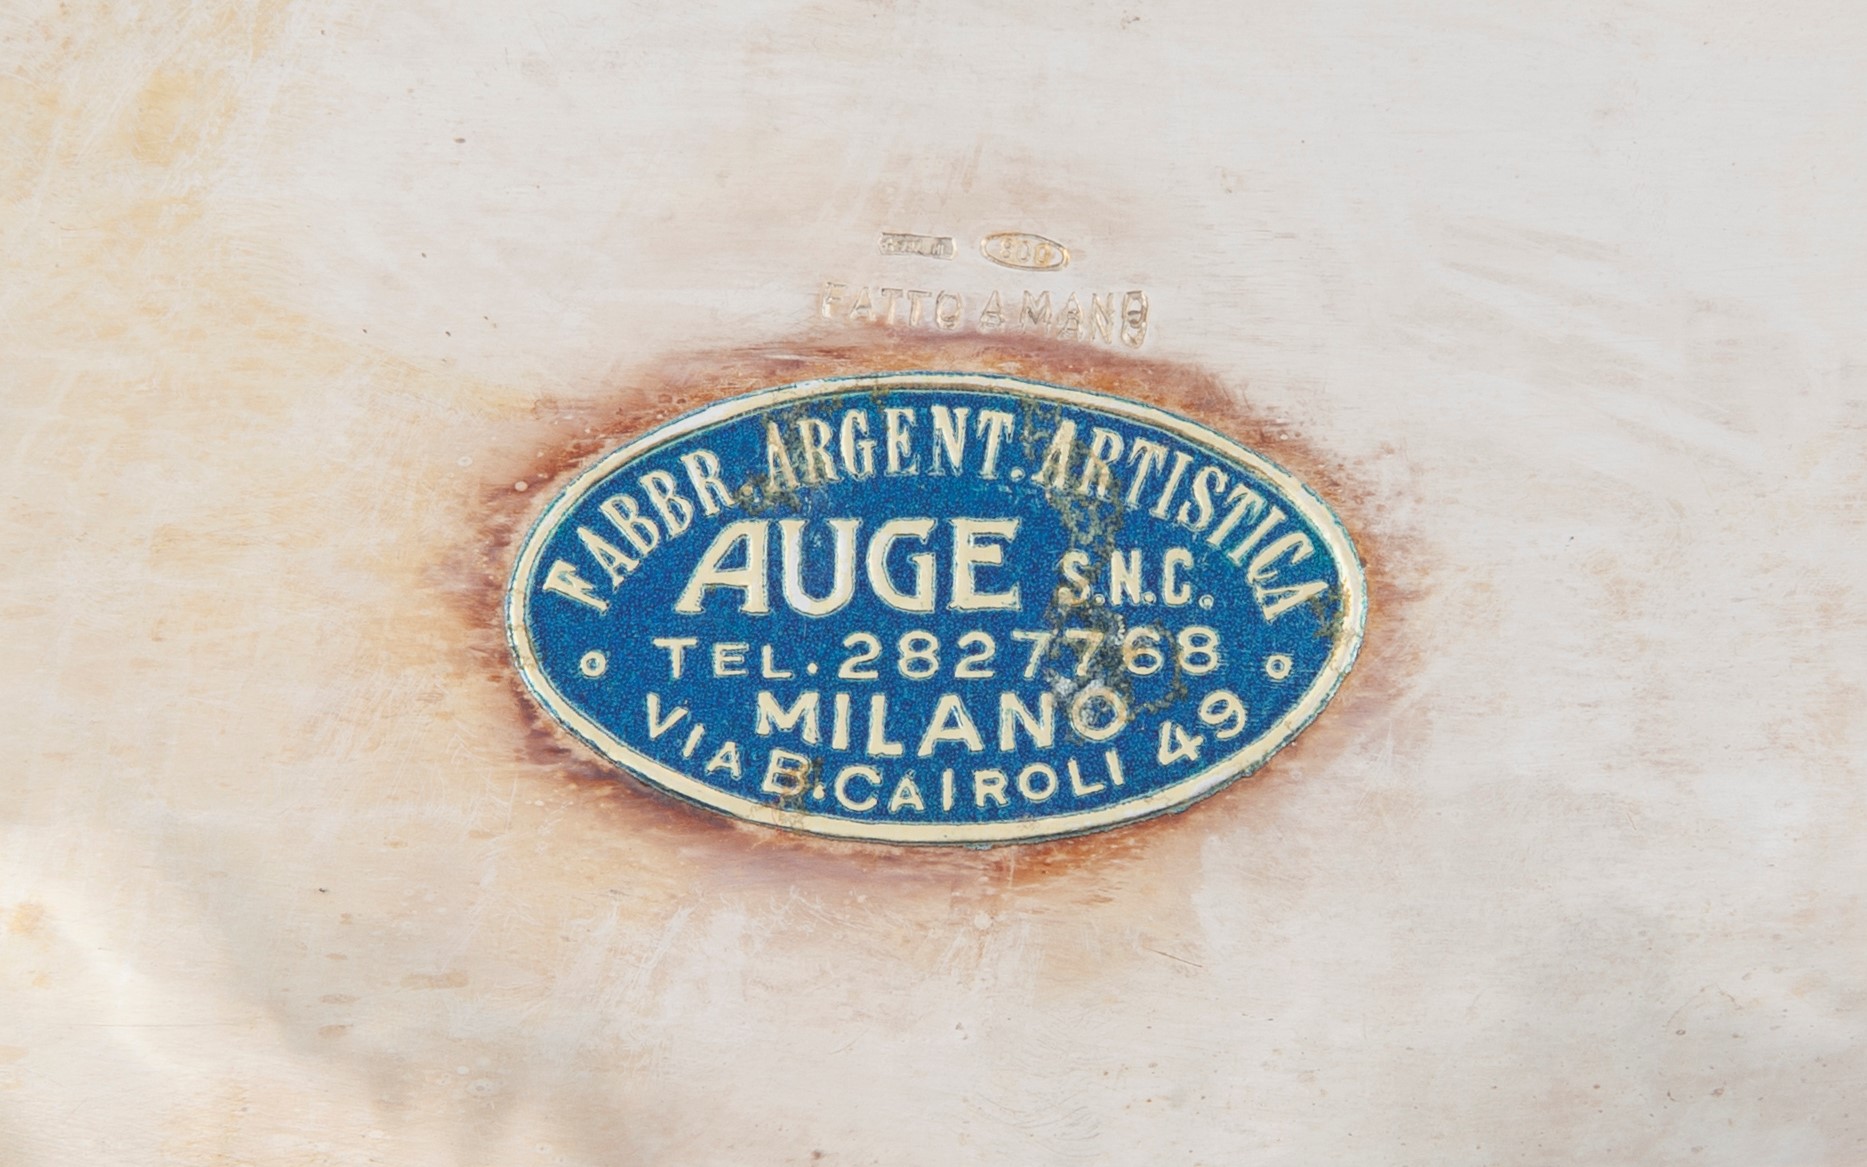 800
FATTO A MANO
FABBR. ARGENT. ARTISTICA
AUGE S.N.C.
TEL. 2827768
MILANO
VIA B. CAIROLI 49